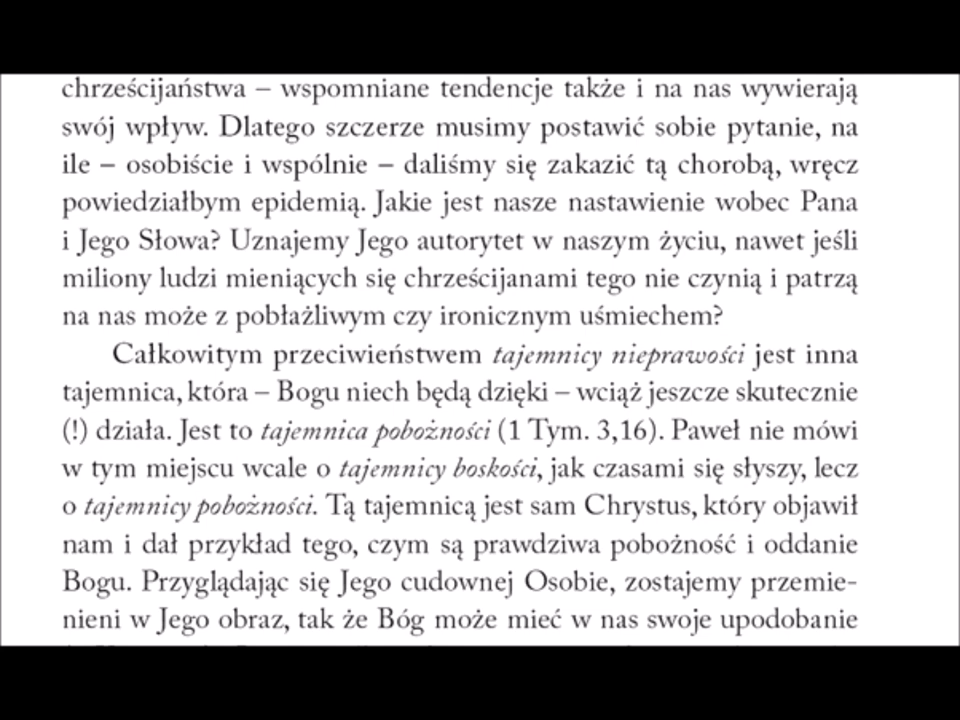 chrześcijaństwa – wspomniane tendencje także i na nas wywierają
swój wpływ. Dlatego szczerze musimy postawić sobie pytanie, na
ile – osobiście i wspólnie – daliśmy się zakazić tą chorobą, wręcz
powiedziałbym epidemią. Jakie jest nasze nastawienie wobec Pana
i Jego Słowa? Uznajemy Jego autorytet w naszym życiu, nawet jeśli
miliony ludzi mieniących się chrześcijanami tego nie czynią i patrzą
na nas może z pobłażliwym czy ironicznym uśmiechem?
Całkowitym przeciwieństwem tajemnicy nieprawości jest inna
tajemnica, która – Bogu niech będą dzięki – wciąż jeszcze skutecznie
(!) działa. Jest to tajemnica pobożności (1 Tym. 3,16). Paweł nie mówi
w tym miejscu wcale o tajemnicy boskości, jak czasami się słyszy, lecz
o tajemnicy pobożności. Tą tajemnicą jest sam Chrystus, który objawił
nam i dał przykład tego, czym są prawdziwa pobożność i oddanie
Bogu. Przyglądając się Jego cudownej Osobie, zostajemy przemie-
nieni w Jego obraz, tak że Bóg może mieć w nas swoje upodobanie